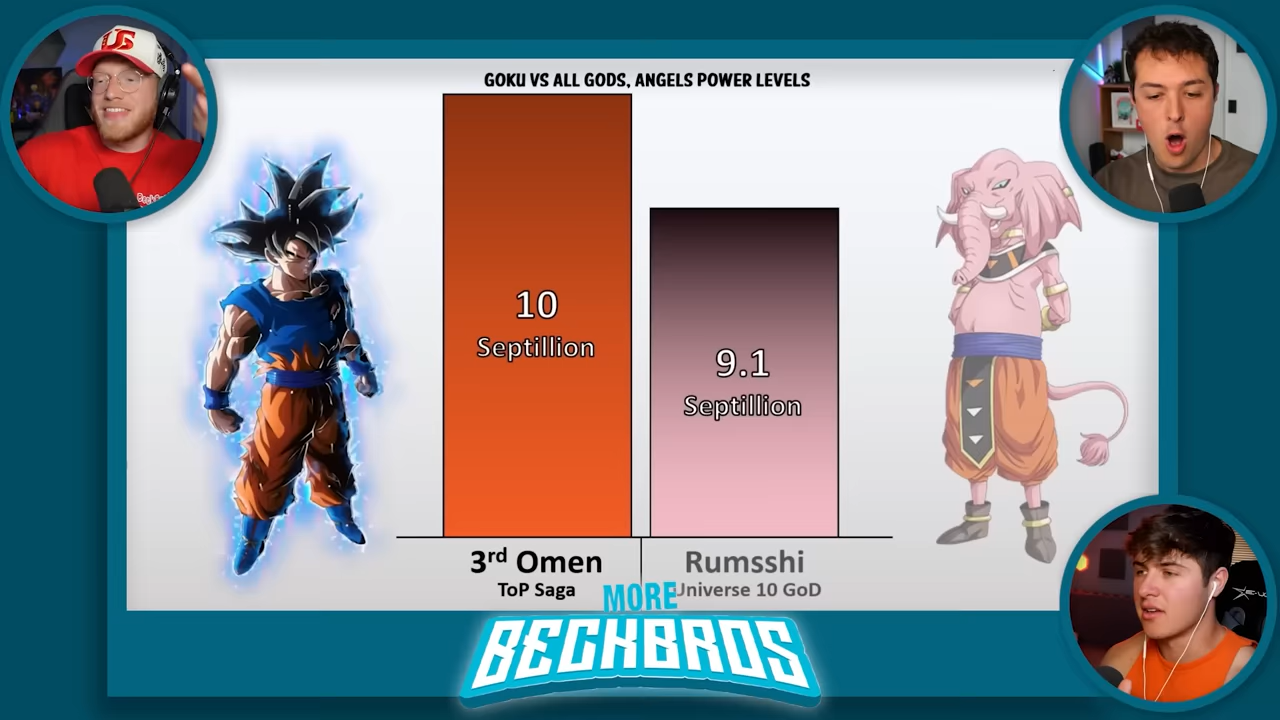 GOKU VS ALL GODS, ANGELS POWER LEVELS
10
Septillion
9.1
Septillion
3rd Omen
ToP Saga
Rumsshi
Universe 10 GoD
MORE
BECKBROS
US